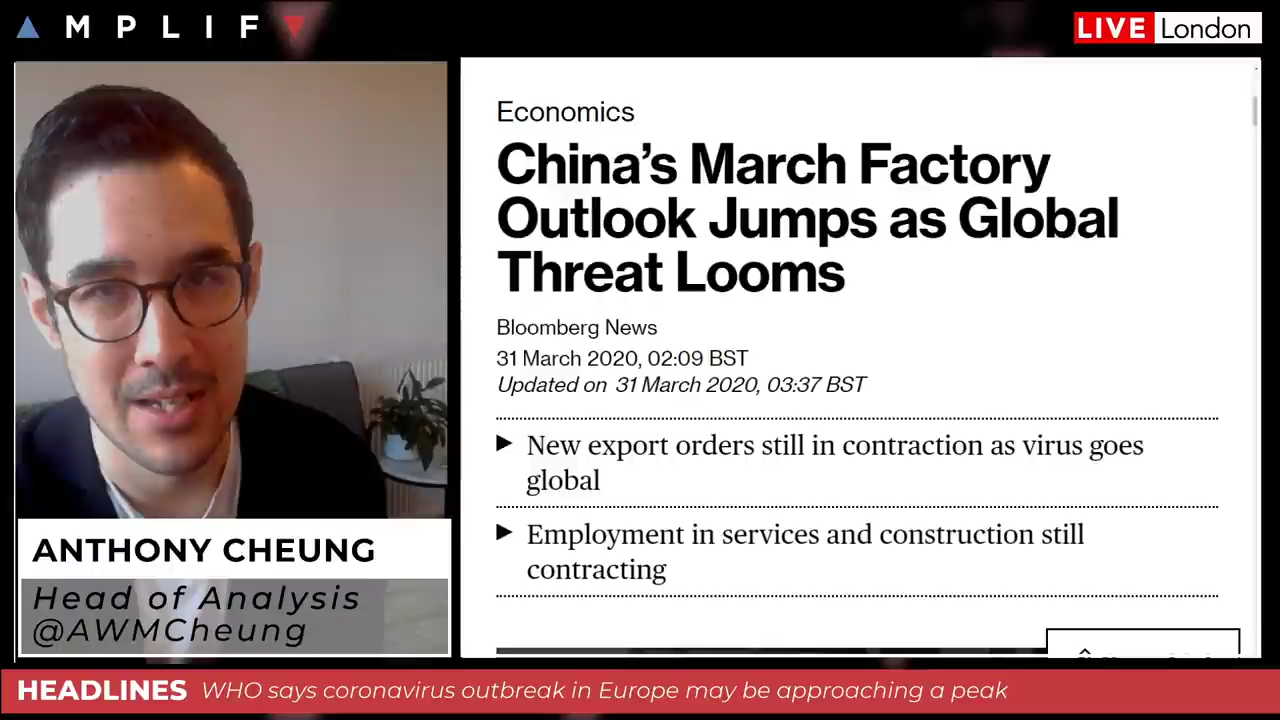 AMPLIFY
LIVE London
Economics
China's March Factory
Outlook Jumps as Global
Threat Looms
Bloomberg News
31 March 2020, 02:09 BST
Updated on 31 March 2020, 03:37 BST
New export orders still in contraction as virus goes
global
Employment in services and construction still
contracting
ANTHONY CHEUNG
Head of Analysis
@AWMCheung
HEADLINES WHO says coronavirus outbreak in Europe may be approaching a peak